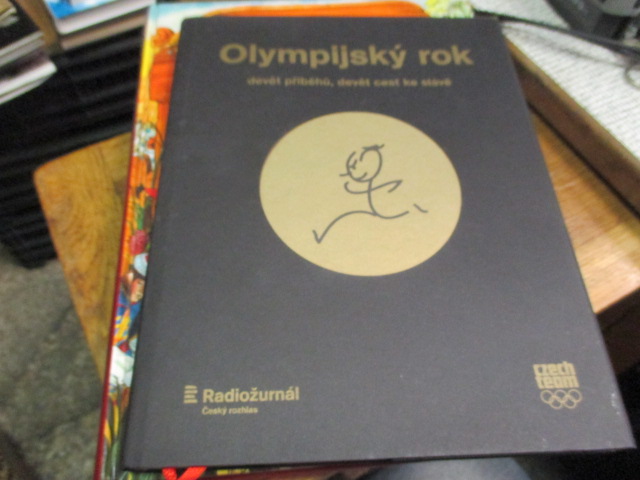 Olympijský rok
devět příběhů, devět cest ke slávě
Radiožurnál
Český rozhlas
czech
team